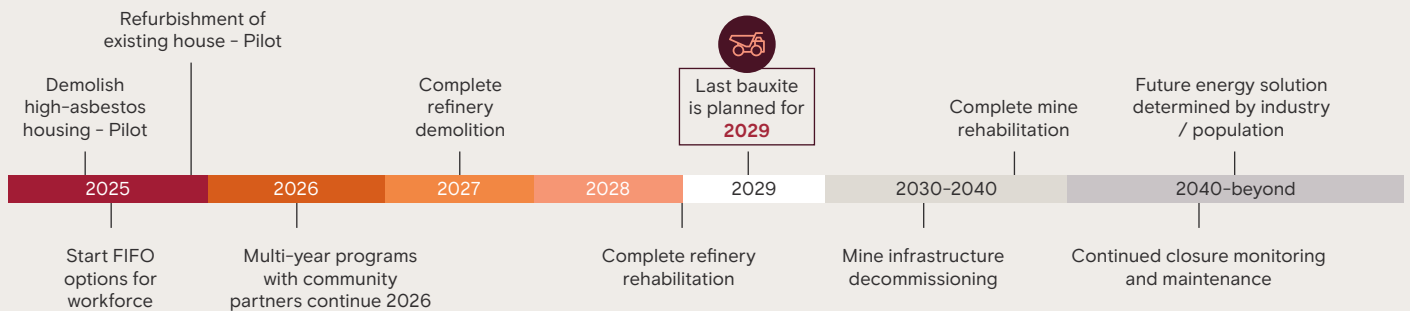 Refurbishment of
existing house - Pilot
Demolish
high-asbestos
housing - Pilot
Complete
refinery
demolition
Last bauxite
is planned for
2029
Complete mine
rehabilitation
Future energy solution
determined by industry
/ population
2025
2026
2027
2028
2029
2030-2040
2040-beyond
Start FIFO
options for
workforce
Multi-year programs
with community
partners continue 2026
Complete refinery
rehabilitation
Mine infrastructure
decommissioning
Continued closure monitoring
and maintenance